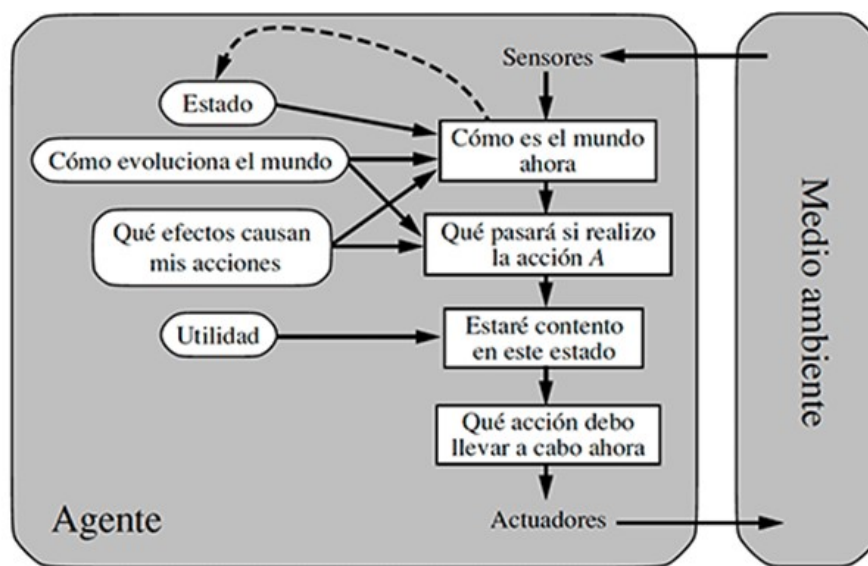 Sensores
Estado
Cómo es el mundo
ahora
Cómo evoluciona el mundo
Qué efectos causan
mis acciones
Qué pasará si realizo
la acción A
Utilidad
Estaré contento
en este estado
Qué acción debo
llevar a cabo ahora
Agente
Actuadores
Medio ambiente